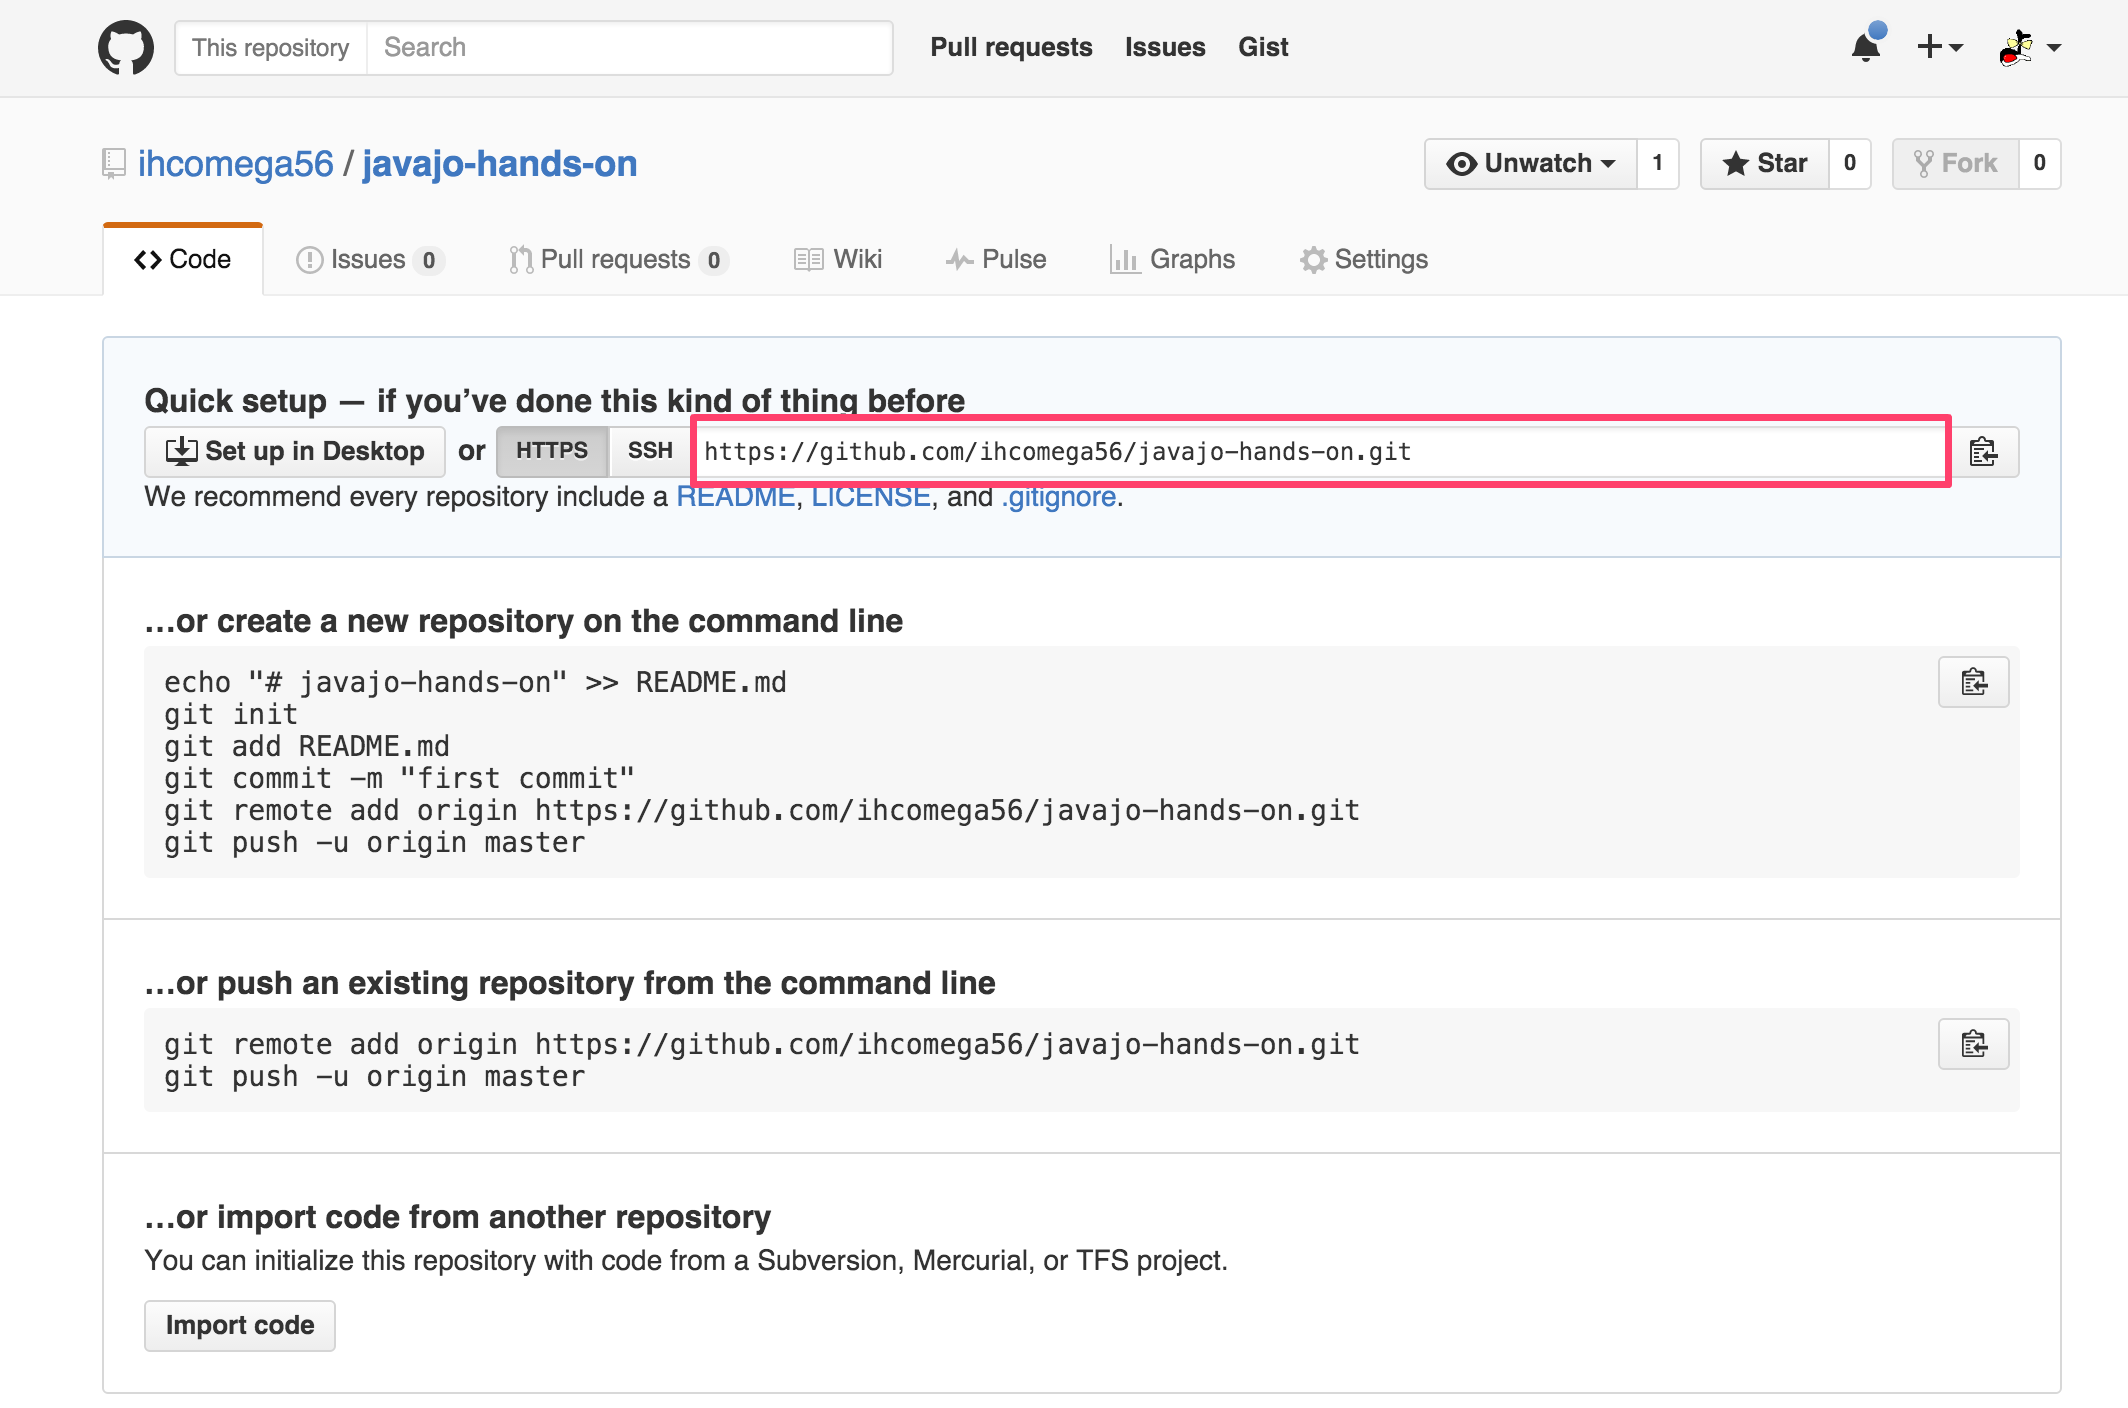 This repository Search Pull requests Issues Gist
ihcomega56 / javajo-hands-on Unwatch 1 Star 0 Fork 0
Code Issues 0 Pull requests 0 Wiki Pulse Graphs Settings
Quick setup — if you’ve done this kind of thing before
Set up in Desktop or HTTPS SSH https://github.com/ihcomega56/javajo-hands-on.git
We recommend every repository include a README, LICENSE, and .gitignore.
…or create a new repository on the command line
echo "# javajo-hands-on" >> README.md
git init
git add README.md
git commit -m "first commit"
git remote add origin https://github.com/ihcomega56/javajo-hands-on.git
git push -u origin master
…or push an existing repository from the command line
git remote add origin https://github.com/ihcomega56/javajo-hands-on.git
git push -u origin master
…or import code from another repository
You can initialize this repository with code from a Subversion, Mercurial, or TFS project.
Import code